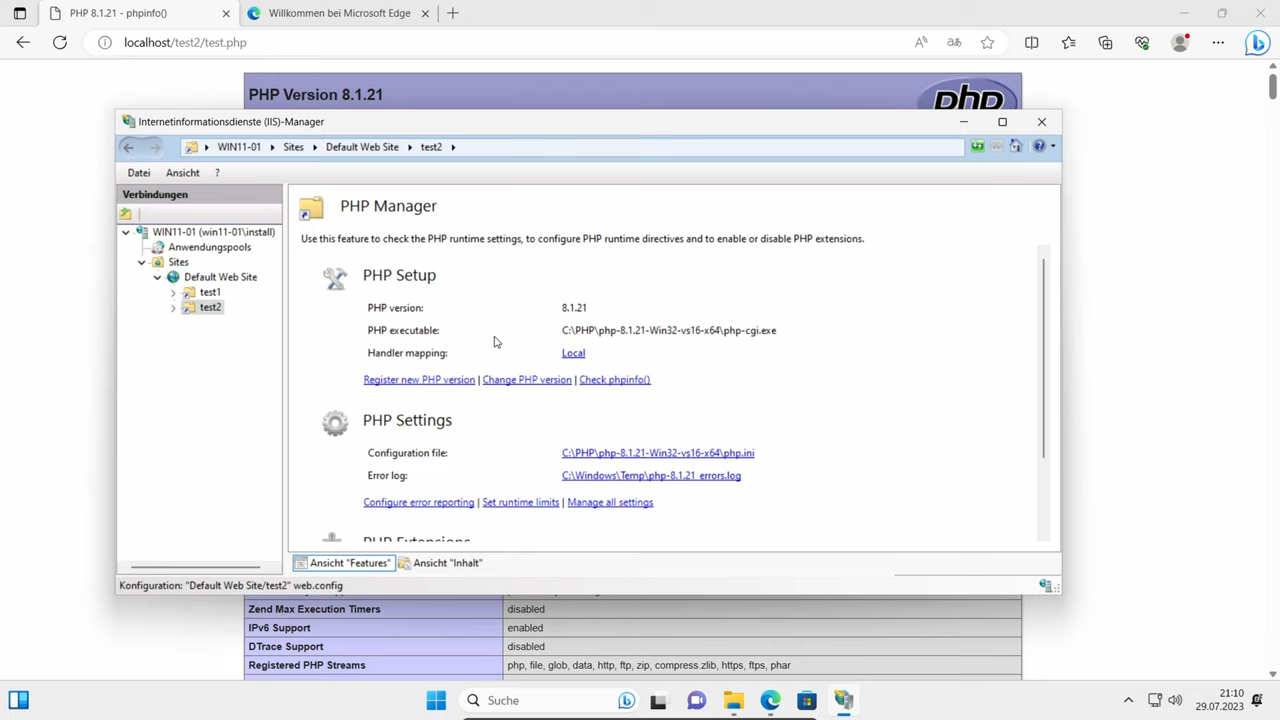 PHP 8.1.21 - phpinfo()
Willkommen bei Microsoft Edge
localhost/test2/test.php
PHP Version 8.1.21
php
Internetinformationsdienste (IIS)-Manager
WIN11-01 Sites Default Web Site test2
Datei Ansicht ?
Verbindungen
WIN11-01 (win11-01\install)
Anwendungspools
Sites
Default Web Site
test1
test2
PHP Manager
Use this feature to check the PHP runtime settings, to configure PHP runtime directives and to enable or disable PHP extensions.
PHP Setup
PHP version: 8.1.21
PHP executable: C:\PHP\php-8.1.21-Win32-vs16-x64\php-cgi.exe
Handler mapping: Local
Register new PHP version | Change PHP version | Check phpinfo()
PHP Settings
Configuration file: C:\PHP\php-8.1.21-Win32-vs16-x64\php.ini
Error log: C:\Windows\Temp\php-8.1.21_errors.log
Configure error reporting | Set runtime limits | Manage all settings
PHP Extensions
Ansicht "Features" Ansicht "Inhalt"
Konfiguration: "Default Web Site/test2" web.config
Zend Max Execution Timers disabled
IPv6 Support enabled
DTrace Support disabled
Registered PHP Streams php, file, glob, data, http, ftp, zip, compress.zlib, https, ftps, phar
Suche
21:10
29.07.2023